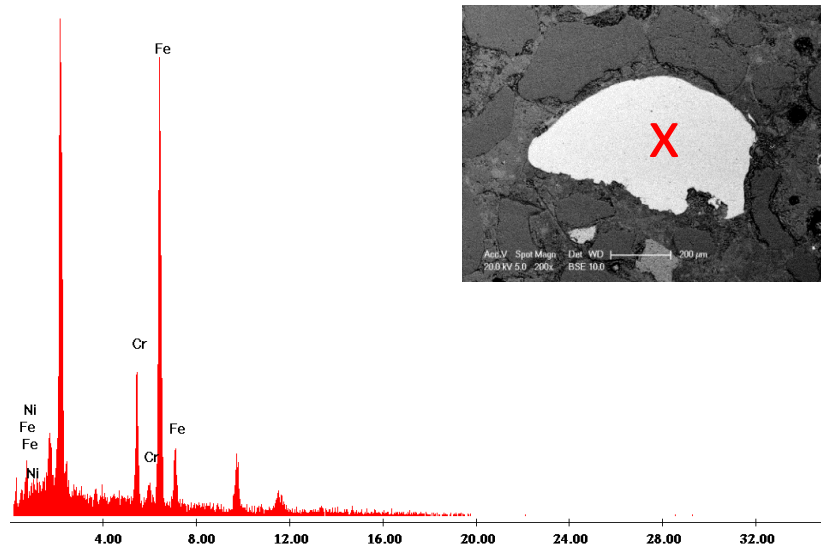 Fe
Cr
Ni
Fe
Fe
Ni
Cr
Fe
4.00 8.00 12.00 16.00 20.00 24.00 28.00 32.00
X
Acc.V Spot Magn Det WD 200 µm
20.0 kV 5.0 200x BSE 10.0